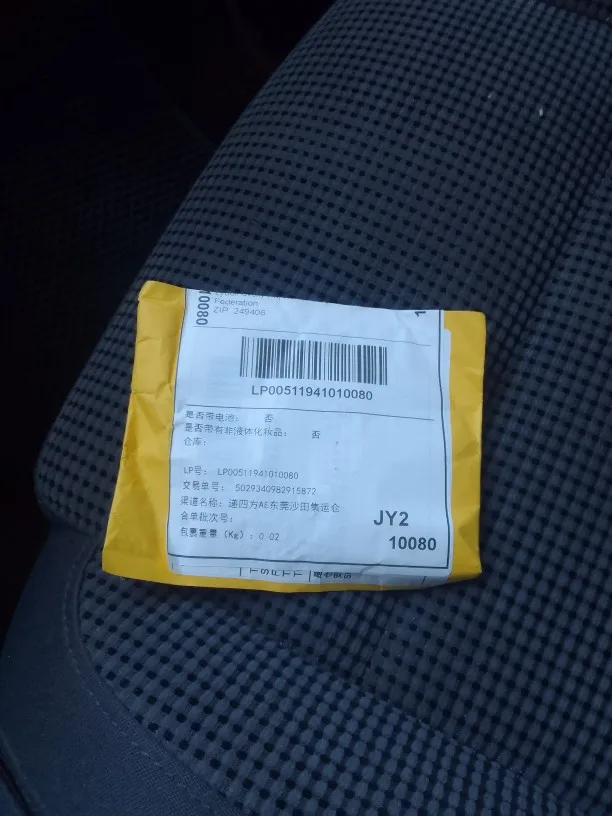 10080
1
Federation
ZIP 249406
LP00511941010080
是否带电池： 否
是否带有非液体化妆品： 否
仓库：
LP号： LP00511941010080
交易单号： 5029340982915872
渠道名称：递四方AE东莞沙田集运仓
合单批次号：
包裹重量（Kg）：0.02
JY2
10080